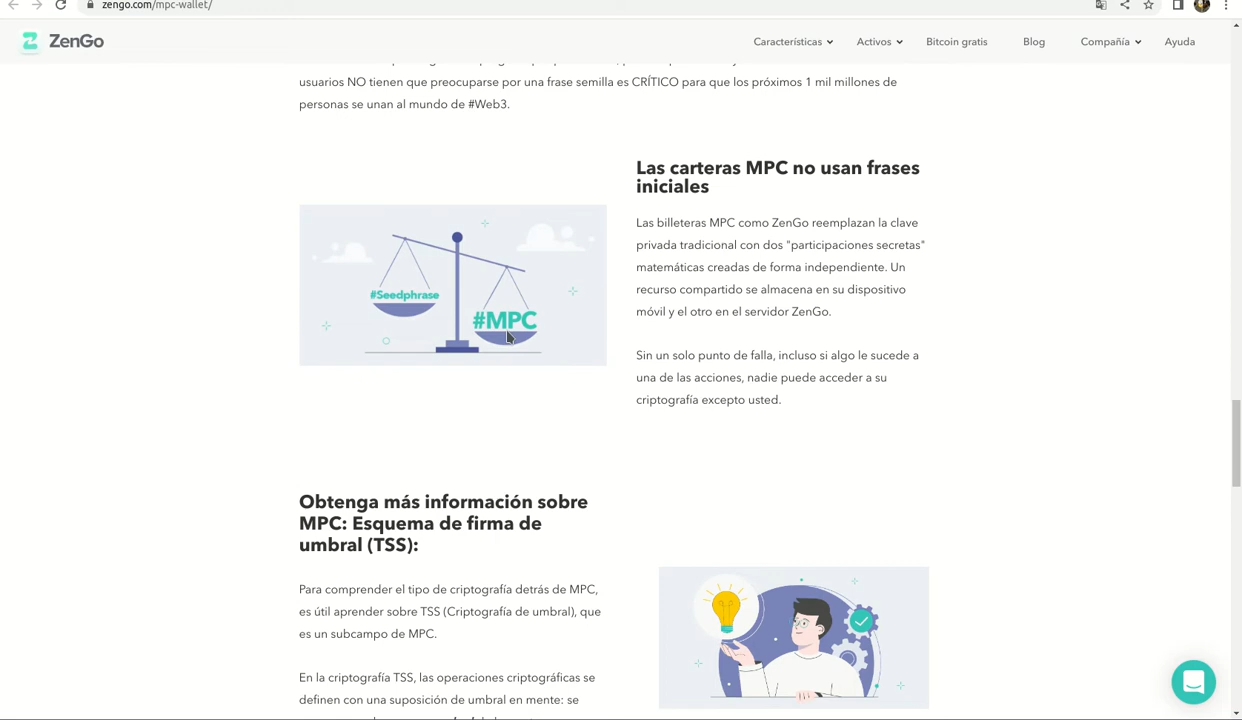 zengo.com/mpc-wallet/
ZenGo
Características
Activos
Bitcoin gratis
Blog
Compañía
Ayuda
usuarios NO tienen que preocuparse por una frase semilla es CRÍTICO para que los próximos 1 mil millones de
personas se unan al mundo de #Web3.
#Seedphrase
#MPC
Las carteras MPC no usan frases
iniciales
Las billeteras MPC como ZenGo reemplazan la clave
privada tradicional con dos "participaciones secretas"
matemáticas creadas de forma independiente. Un
recurso compartido se almacena en su dispositivo
móvil y el otro en el servidor ZenGo.
Sin un solo punto de falla, incluso si algo le sucede a
una de las acciones, nadie puede acceder a su
criptografía excepto usted.
Obtenga más información sobre
MPC: Esquema de firma de
umbral (TSS):
Para comprender el tipo de criptografía detrás de MPC,
es útil aprender sobre TSS (Criptografía de umbral), que
es un subcampo de MPC.
En la criptografía TSS, las operaciones criptográficas se
definen con una suposición de umbral en mente: se